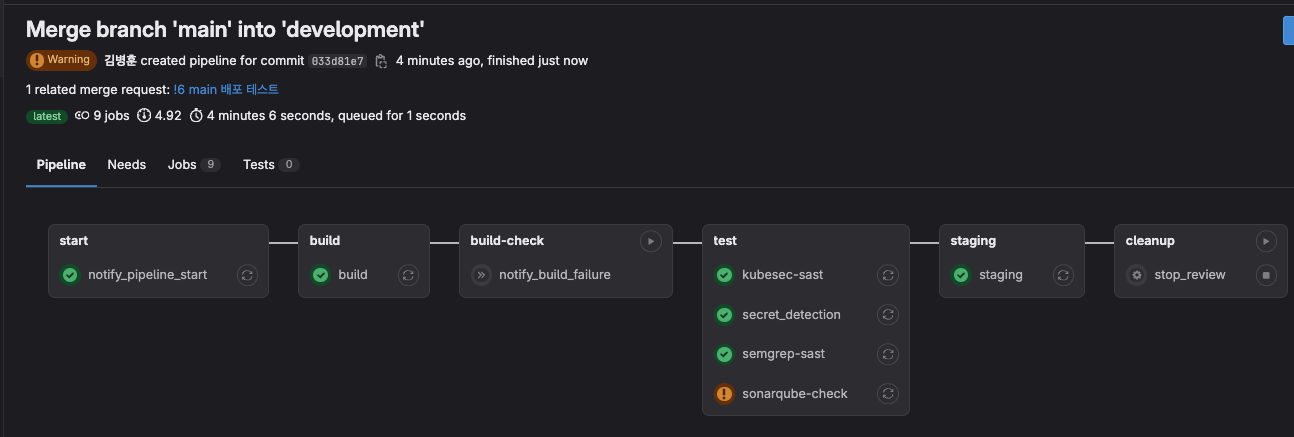 Merge branch 'main' into 'development'
Warning 김병훈 created pipeline for commit 033d81e7 4 minutes ago, finished just now
1 related merge request: !6 main 배포 테스트
latest 9 jobs 4.92 4 minutes 6 seconds, queued for 1 seconds
Pipeline Needs Jobs 9 Tests 0
start build build-check test staging cleanup
notify_pipeline_start build notify_build_failure kubesec-sast staging stop_review
secret_detection
semgrep-sast
sonarqube-check